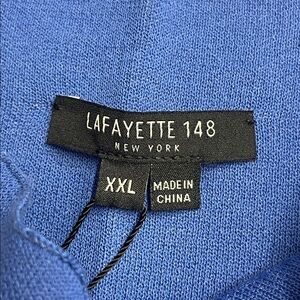 LAFAYETTE 148
NEW YORK
XXL
MADE IN
CHINA